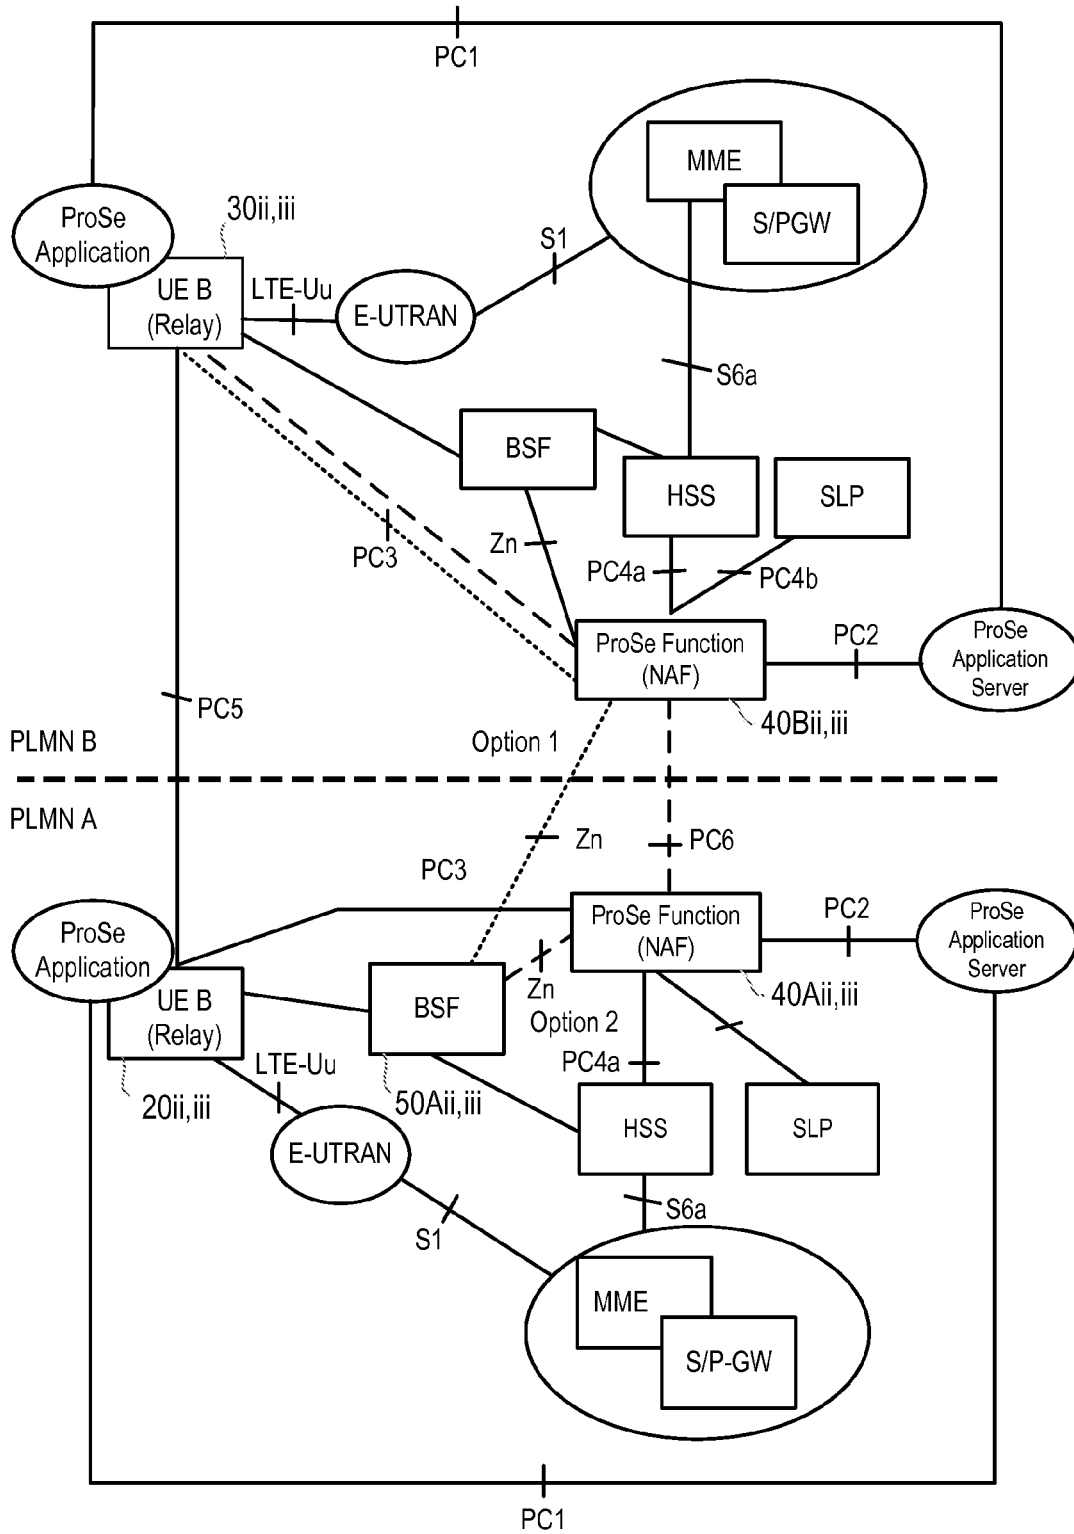 PC1
ProSe
Application
30ii,iii
MME
S/PGW
S1
UE B
(Relay)
LTE-Uu
E-UTRAN
S6a
BSF
HSS
SLP
PC3
Zn
PC4a
PC4b
ProSe Function
(NAF)
PC2
ProSe
Application
Server
PC5
40Bii,iii
PLMN B
Option 1
PLMN A
Zn
PC6
PC3
ProSe
Application
ProSe Function
(NAF)
PC2
ProSe
Application
Server
UE B
(Relay)
BSF
Zn
Option 2
40Aii,iii
LTE-Uu
PC4a
20ii,iii
50Aii,iii
HSS
SLP
E-UTRAN
S6a
S1
MME
S/P-GW
PC1